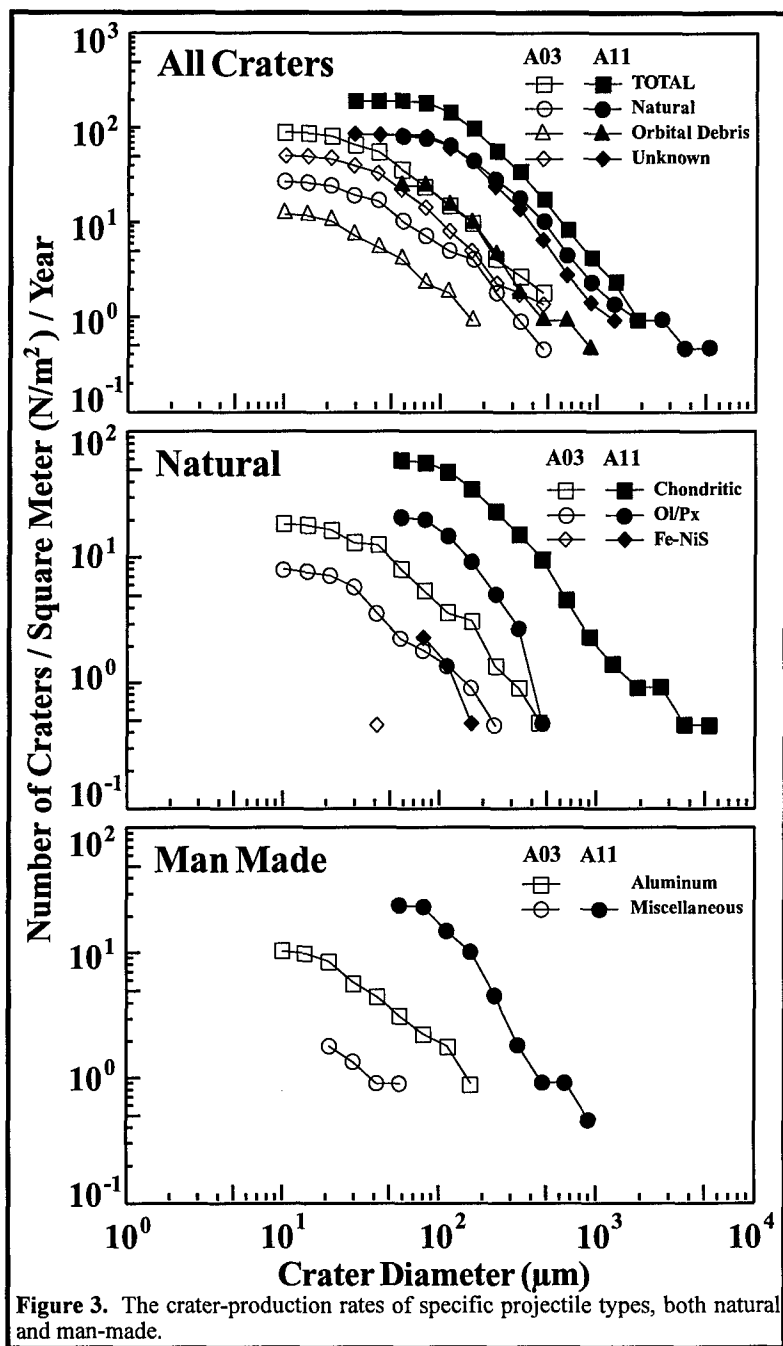 Number of Craters / Square Meter (N/m²) / Year
10³
10²
10¹
10⁰
10⁻¹
All Craters
A03 A11
TOTAL
Natural
Orbital Debris
Unknown
10²
10¹
10⁰
10⁻¹
Natural
A03 A11
Chondritic
Ol/Px
Fe-NiS
10²
10¹
10⁰
10⁻¹
Man Made
A03 A11
Aluminum
Miscellaneous
10⁰ 10¹ 10² 10³ 10⁴
Crater Diameter (µm)
Figure 3. The crater-production rates of specific projectile types, both natural
and man-made.